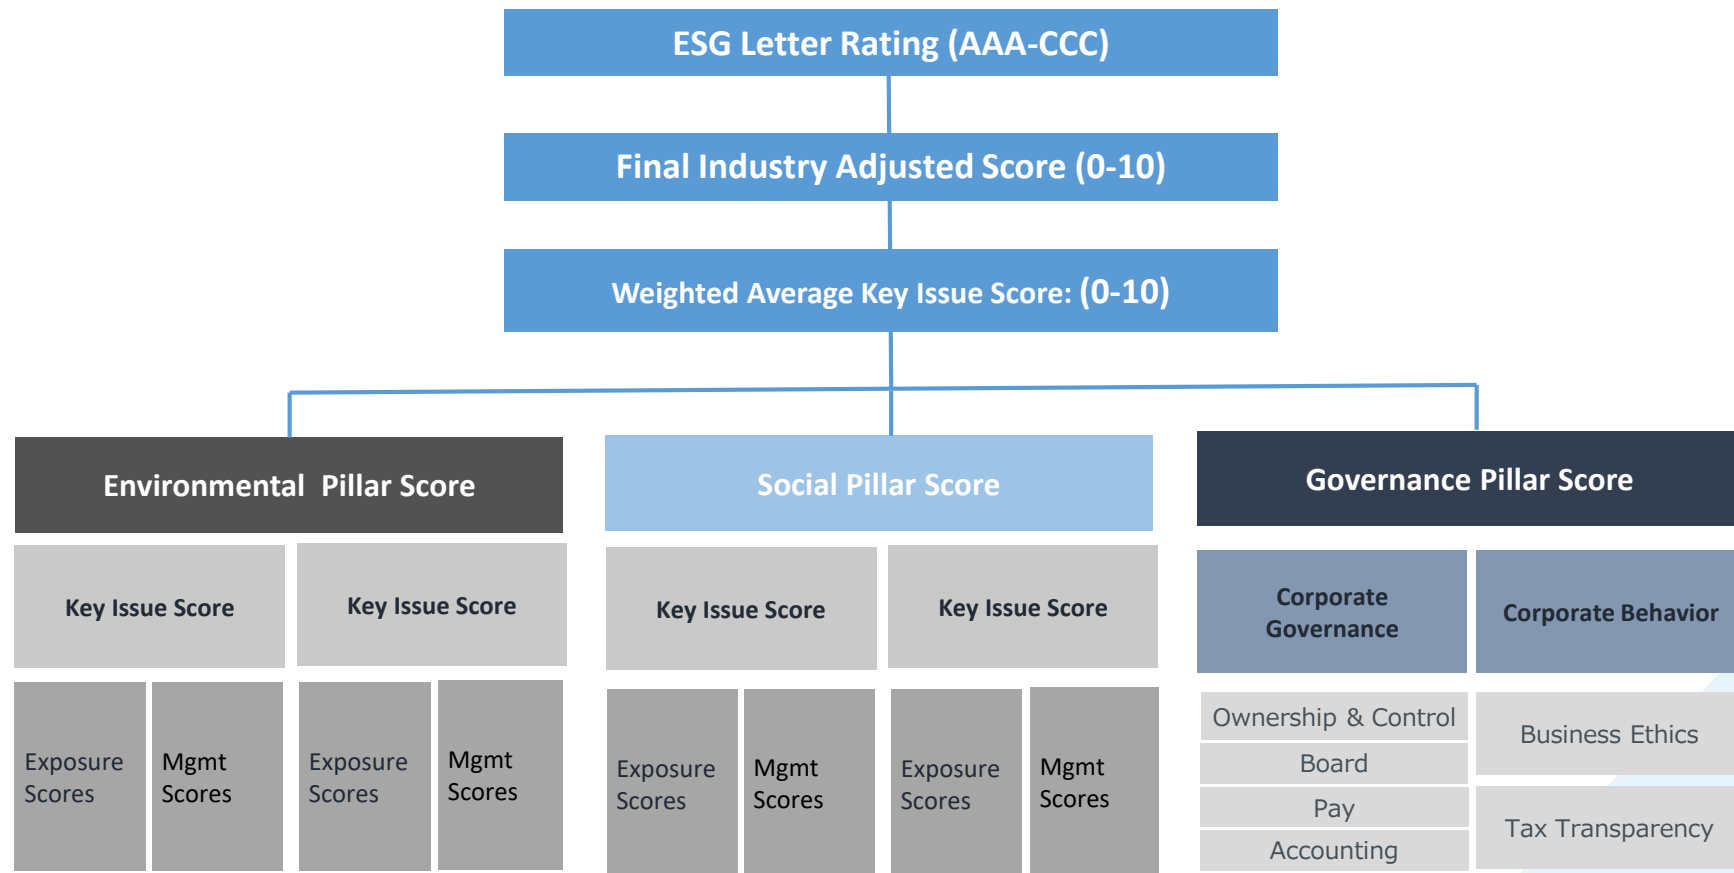 ESG Letter Rating (AAA-CCC)
Final Industry Adjusted Score (0-10)
Weighted Average Key Issue Score: (0-10)
Environmental  Pillar Score
Social Pillar Score
Governance Pillar Score
Key Issue Score
Key Issue Score
Key Issue Score
Key Issue Score
Corporate
Governance
Corporate Behavior
Exposure
Scores
Mgmt
Scores
Exposure
Scores
Mgmt
Scores
Exposure
Scores
Mgmt
Scores
Exposure
Scores
Mgmt
Scores
Ownership & Control
Board
Pay
Accounting
Business Ethics
Tax Transparency